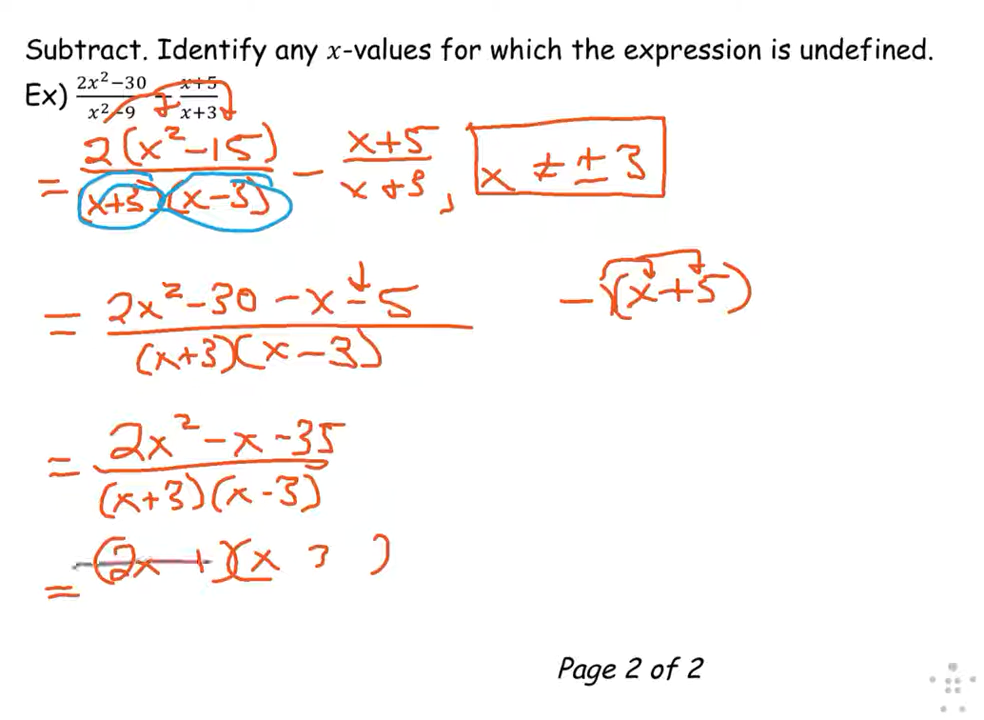 Subtract. Identify any x-values for which the expression is undefined.
Ex) (2x²−30)/(x²−9) − (x+5)/(x+3)
= 2(x²−15)/((x+3)(x−3)) − (x+5)/(x+3), x ≠ ± 3
= (2x²−30−x−5)/((x+3)(x−3))
−(x+5)
= (2x²−x−35)/((x+3)(x−3))
= (2x + )(x )
Page 2 of 2